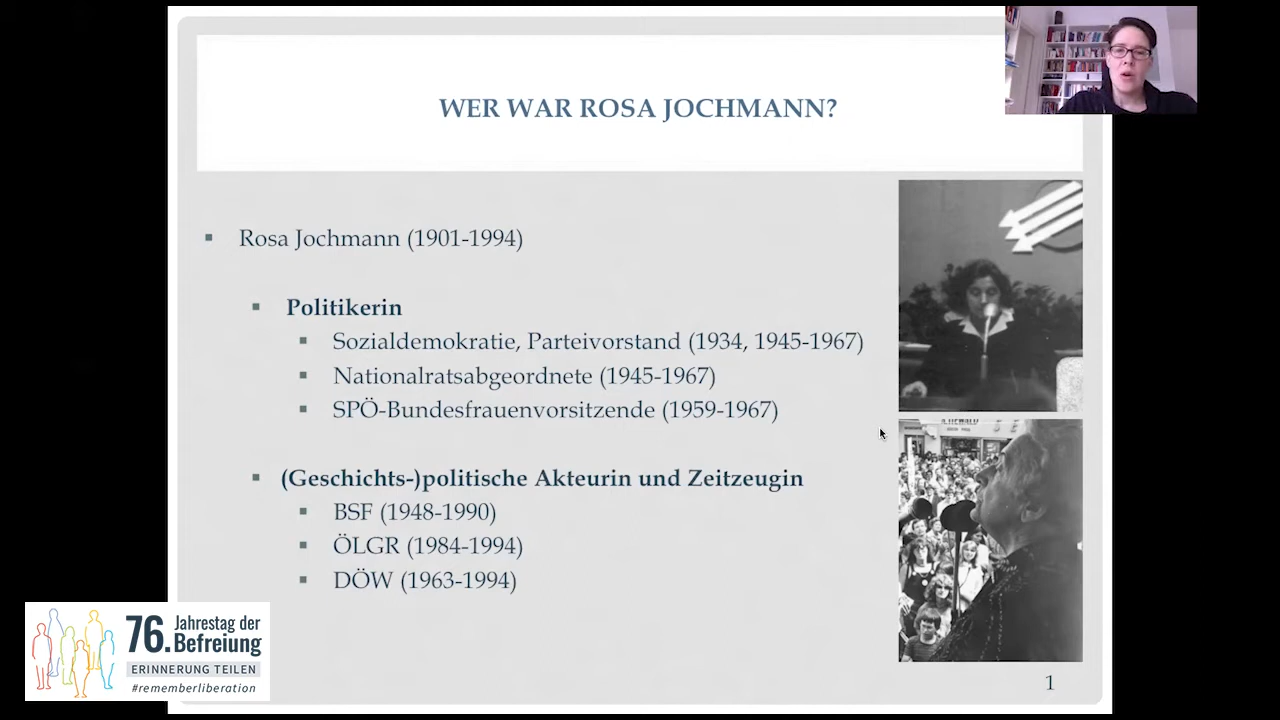 WER WAR ROSA JOCHMANN?
Rosa Jochmann (1901-1994)
Politikerin
Sozialdemokratie, Parteivorstand (1934, 1945-1967)
Nationalratsabgeordnete (1945-1967)
SPÖ-Bundesfrauenvorsitzende (1959-1967)
(Geschichts-)politische Akteurin und Zeitzeugin
BSF (1948-1990)
ÖLGR (1984-1994)
DÖW (1963-1994)
1
76. Jahrestag der
Befreiung
ERINNERUNG TEILEN
#rememberliberation